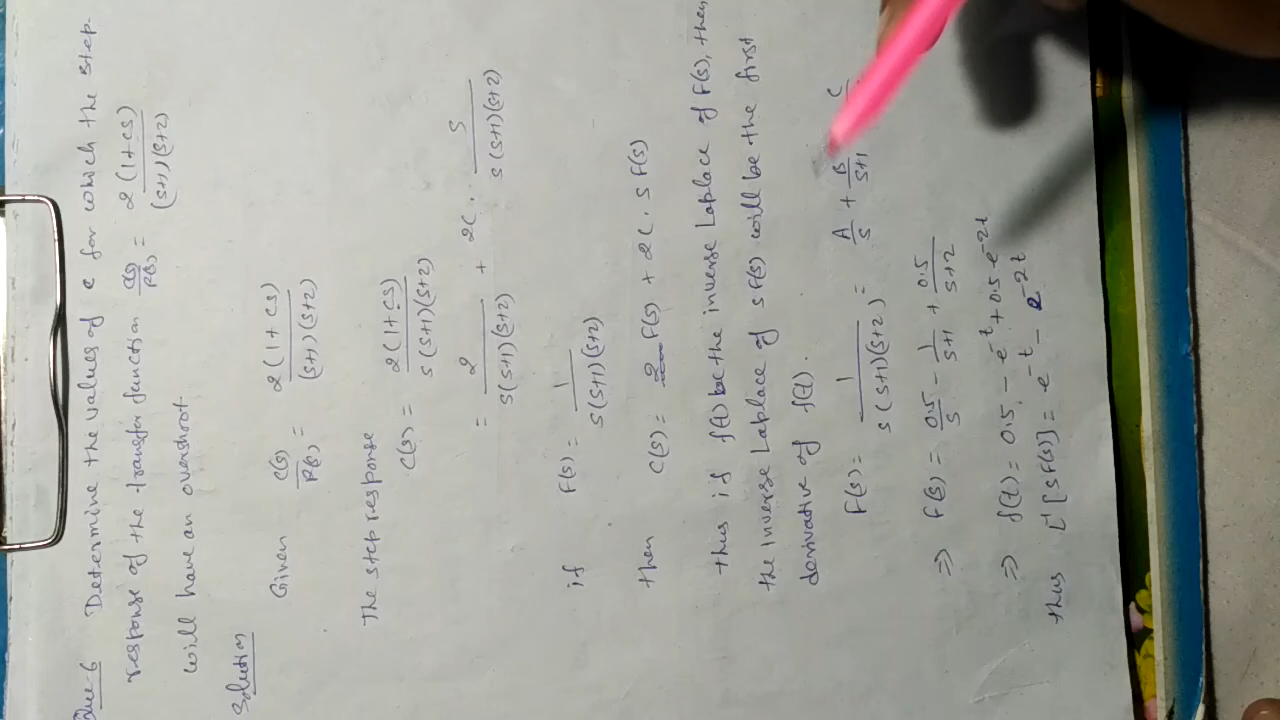 Que-6 Determine the values of c for which the step-
response of the transfer function C(s)/R(s) = 2(1+cs)/(s+1)(s+2)
will have an overshoot.
Solution
Given C(s)/R(s) = 2(1+cs)/(s+1)(s+2)
The step response
C(s) = 2(1+cs)/s(s+1)(s+2)
= 2/s(s+1)(s+2) + 2C . s/s(s+1)(s+2)
if F(s) = 1/s(s+1)(s+2)
then C(s) = 2 F(s) + 2C . s F(s)
thus if f(t) be the inverse Laplace of F(s), then
the inverse Laplace of sF(s) will be the first
derivative of f(t).
F(s) = 1/s(s+1)(s+2) = A/s + B/s+1 C
⇒ F(s) = 0.5/s - 1/s+1 + 0.5/s+2
⇒ f(t) = 0.5 - e^-t + 0.5 e^-2t
thus L^-1[sF(s)] = e^-t - e^-2t